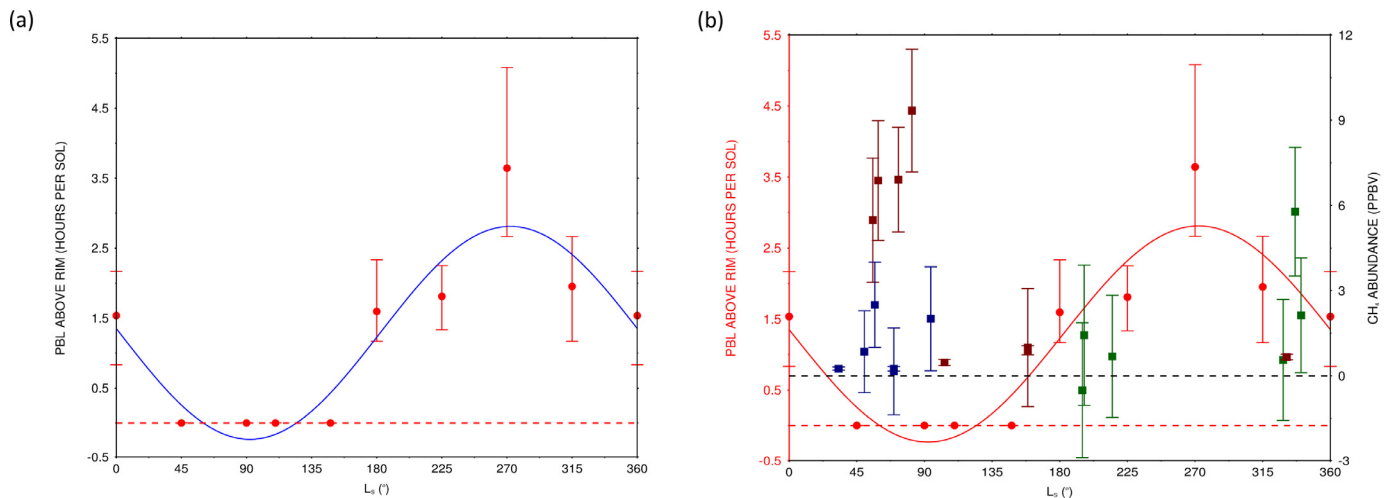 (a)
5.5
4.5
3.5
2.5
1.5
0.5
-0.5
PBL ABOVE RIM (HOURS PER SOL)
0 45 90 135 180 225 270 315 360
Ls (°)
(b)
5.5
4.5
3.5
2.5
1.5
0.5
-0.5
PBL ABOVE RIM (HOURS PER SOL)
0 45 90 135 180 225 270 315 360
Ls (°)
12
9
6
3
0
-3
CH, ABUNDANCE (PPBV)